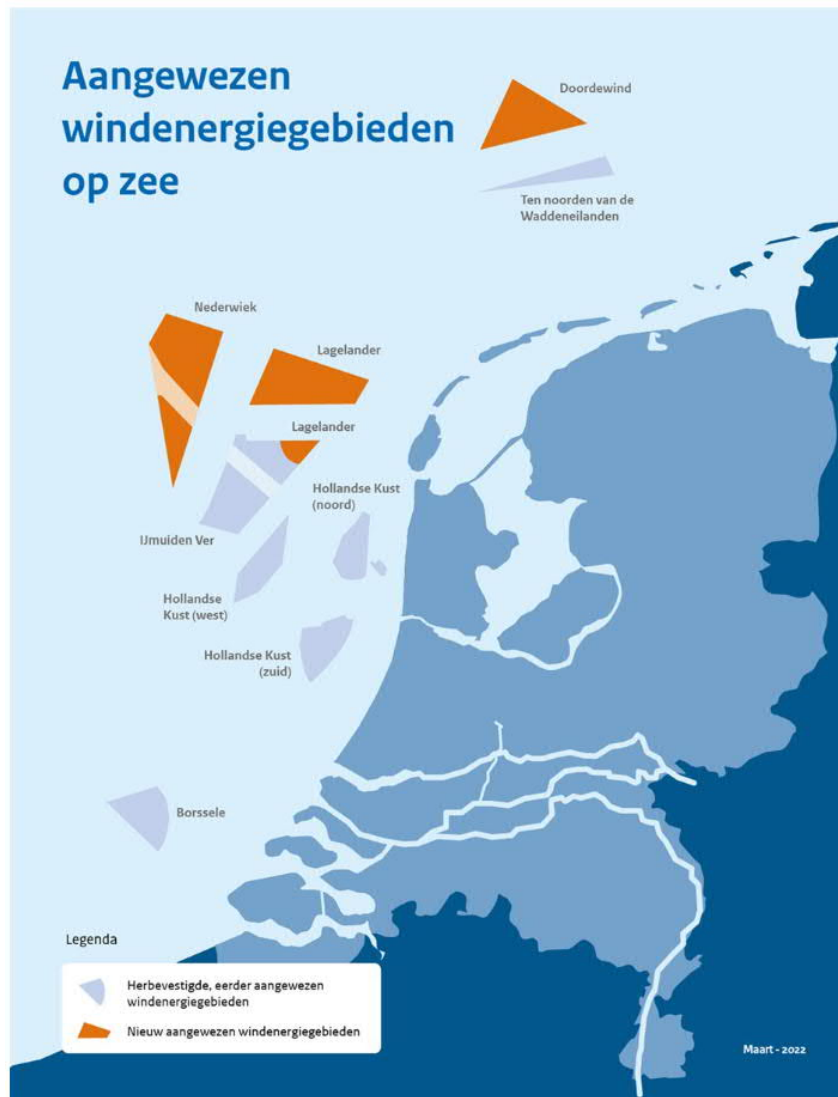 Aangewezen
windenergiegebieden
op zee
Doordewind
Ten noorden van de
Waddeneilanden
Nederwiek
Lagelander
Lagelander
Hollandse Kust
(noord)
IJmuiden Ver
Hollandse
Kust (west)
Hollandse Kust
(zuid)
Borssele
Legenda
Herbevestigde, eerder aangewezen
windenergiegebieden
Nieuw aangewezen windenergiegebieden
Maart - 2022